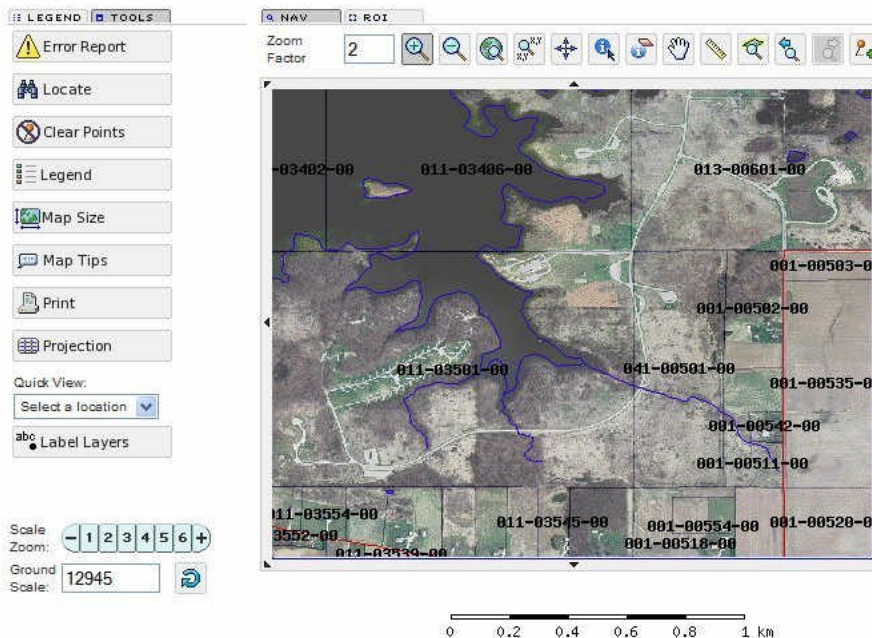 LEGEND TOOLS
Error Report
Locate
Clear Points
Legend
Map Size
Map Tips
Print
Projection
Quick View:
Select a location
abc Label Layers
Scale Zoom: - 1 2 3 4 5 6 +
Ground Scale: 12945
NAV ROI
Zoom Factor 2
x,y
x,y
-03402-00 011-03406-00 013-00601-00
001-00503-0
001-00502-00
011-03501-00 041-00501-00
001-00535-0
001-00542-00
001-00511-00
011-03554-00 011-03545-00 001-00554-00 001-00520-0
3552-00 001-00518-00
011-03539-00
0 0.2 0.4 0.6 0.8 1 km